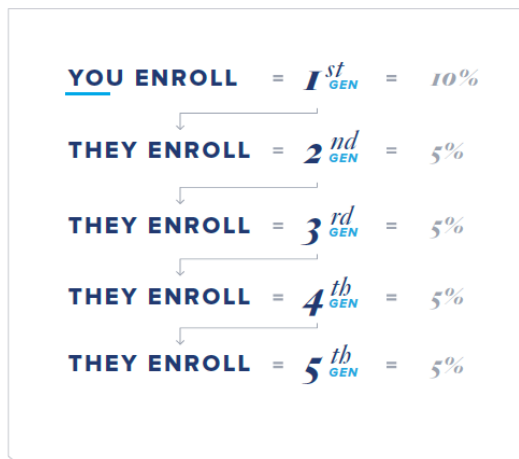 YOU ENROLL = 1st GEN = 10%
THEY ENROLL = 2nd GEN = 5%
THEY ENROLL = 3rd GEN = 5%
THEY ENROLL = 4th GEN = 5%
THEY ENROLL = 5th GEN = 5%